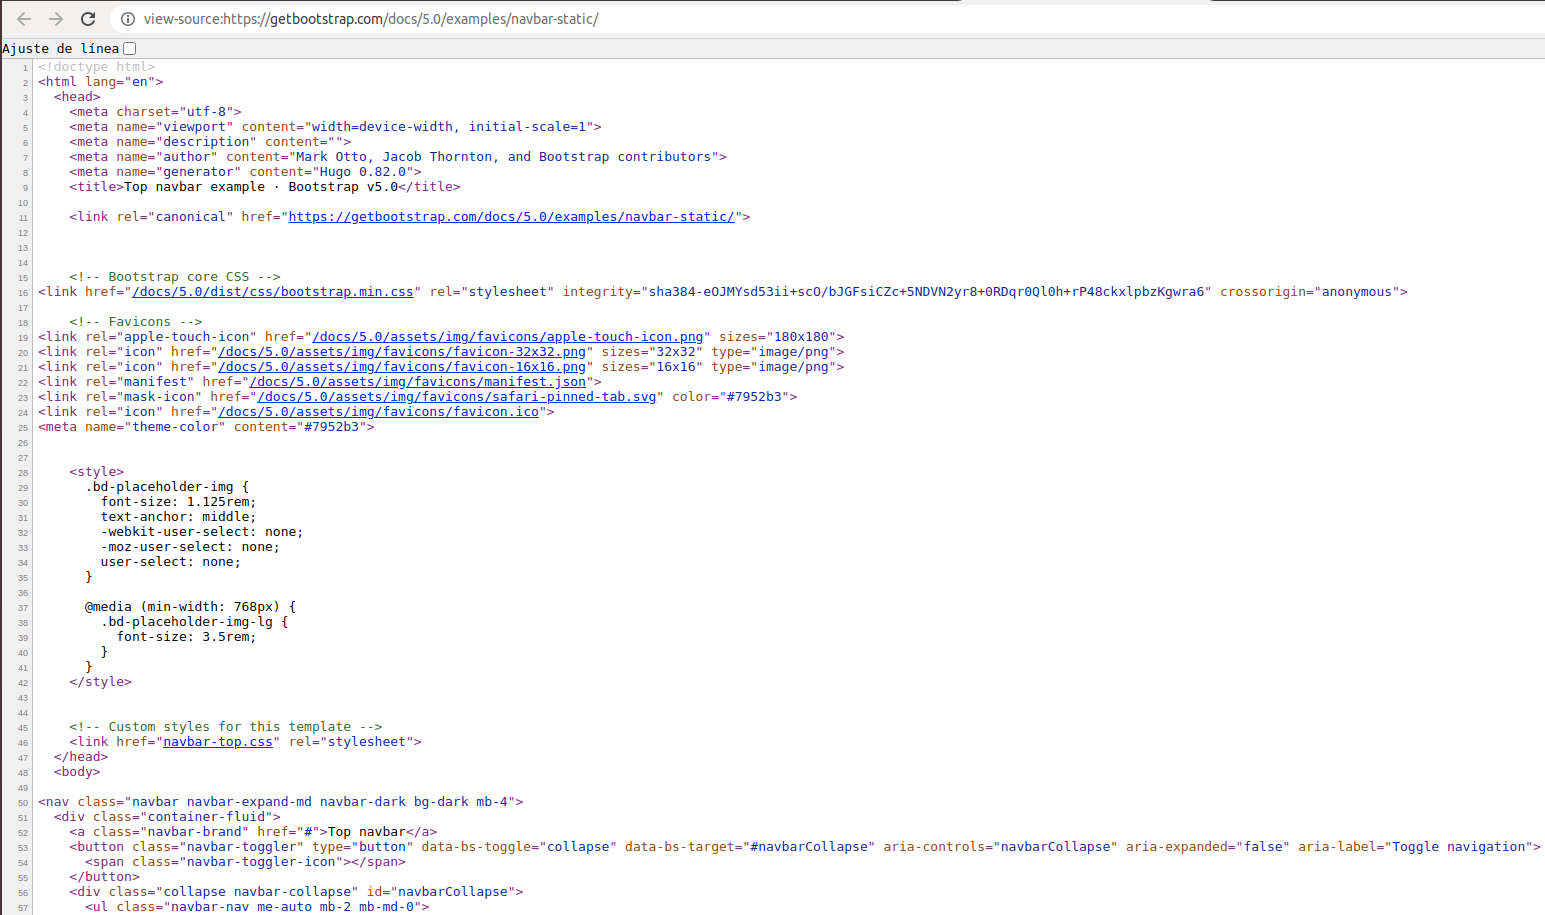 view-source:https://getbootstrap.com/docs/5.0/examples/navbar-static/
Ajuste de línea
1 <!doctype html>
2 <html lang="en">
3   <head>
4     <meta charset="utf-8">
5     <meta name="viewport" content="width=device-width, initial-scale=1">
6     <meta name="description" content="">
7     <meta name="author" content="Mark Otto, Jacob Thornton, and Bootstrap contributors">
8     <meta name="generator" content="Hugo 0.82.0">
9     <title>Top navbar example · Bootstrap v5.0</title>
10
11     <link rel="canonical" href="https://getbootstrap.com/docs/5.0/examples/navbar-static/">
12
13
14
15     <!-- Bootstrap core CSS -->
16 <link href="/docs/5.0/dist/css/bootstrap.min.css" rel="stylesheet" integrity="sha384-eOJMYsd53ii+scO/bJGFsiCZc+5NDVN2yr8+0RDqr0Ql0h+rP48ckxlpbzKgwra6" crossorigin="anonymous">
17
18     <!-- Favicons -->
19 <link rel="apple-touch-icon" href="/docs/5.0/assets/img/favicons/apple-touch-icon.png" sizes="180x180">
20 <link rel="icon" href="/docs/5.0/assets/img/favicons/favicon-32x32.png" sizes="32x32" type="image/png">
21 <link rel="icon" href="/docs/5.0/assets/img/favicons/favicon-16x16.png" sizes="16x16" type="image/png">
22 <link rel="manifest" href="/docs/5.0/assets/img/favicons/manifest.json">
23 <link rel="mask-icon" href="/docs/5.0/assets/img/favicons/safari-pinned-tab.svg" color="#7952b3">
24 <link rel="icon" href="/docs/5.0/assets/img/favicons/favicon.ico">
25 <meta name="theme-color" content="#7952b3">
26
27
28     <style>
29       .bd-placeholder-img {
30         font-size: 1.125rem;
31         text-anchor: middle;
32         -webkit-user-select: none;
33         -moz-user-select: none;
34         user-select: none;
35       }
36
37       @media (min-width: 768px) {
38         .bd-placeholder-img-lg {
39           font-size: 3.5rem;
40         }
41       }
42     </style>
43
44
45     <!-- Custom styles for this template -->
46     <link href="navbar-top.css" rel="stylesheet">
47   </head>
48   <body>
49
50 <nav class="navbar navbar-expand-md navbar-dark bg-dark mb-4">
51   <div class="container-fluid">
52     <a class="navbar-brand" href="#">Top navbar</a>
53     <button class="navbar-toggler" type="button" data-bs-toggle="collapse" data-bs-target="#navbarCollapse" aria-controls="navbarCollapse" aria-expanded="false" aria-label="Toggle navigation">
54       <span class="navbar-toggler-icon"></span>
55     </button>
56     <div class="collapse navbar-collapse" id="navbarCollapse">
57       <ul class="navbar-nav me-auto mb-2 mb-md-0">